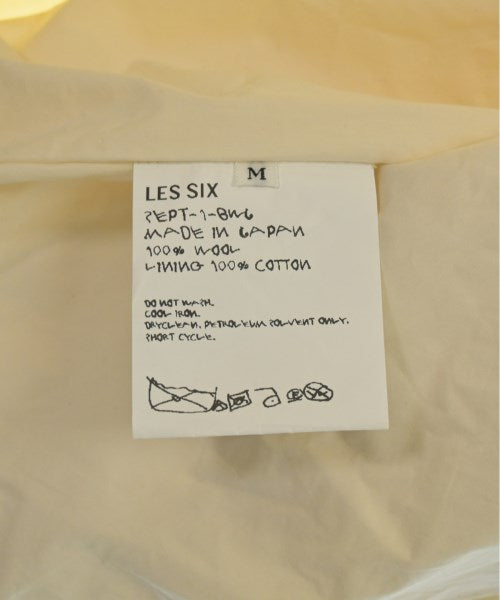 M
LES SIX
SEPT-1-BWL
MADE IN JAPAN
100% WOOL
LINING 100% COTTON
DO NOT WASH.
COOL IRON.
DRYCLEAN. PETROLEUM SOLVENT ONLY.
SHORT CYCLE.